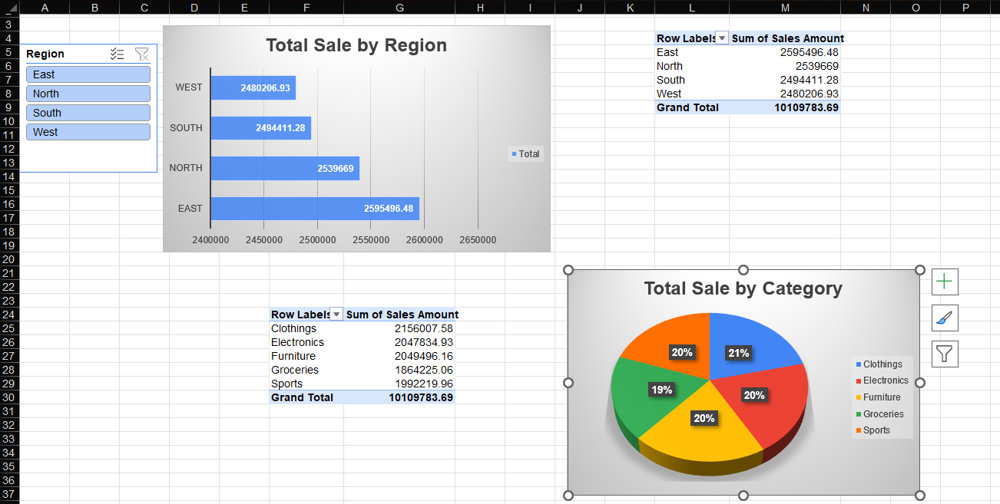 A B C D E F G H I J K L M N O P
3
4
5
6
7
8
9
10
11
12
13
14
15
16
17
18
19
20
21
22
23
24
25
26
27
28
29
30
31
32
33
34
35
36
37
Region
East
North
South
West
Total Sale by Region
WEST 2480206.93
SOUTH 2494411.28
NORTH 2539669
EAST 2595496.48
2400000 2450000 2500000 2550000 2600000 2650000
Total
Row Labels Sum of Sales Amount
East 2595496.48
North 2539669
South 2494411.28
West 2480206.93
Grand Total 10109783.69
Row Labels Sum of Sales Amount
Clothings 2156007.58
Electronics 2047834.93
Furniture 2049496.16
Groceries 1864225.06
Sports 1992219.96
Grand Total 10109783.69
Total Sale by Category
20% 21%
19% 20%
20%
Clothings
Electronics
Furniture
Groceries
Sports